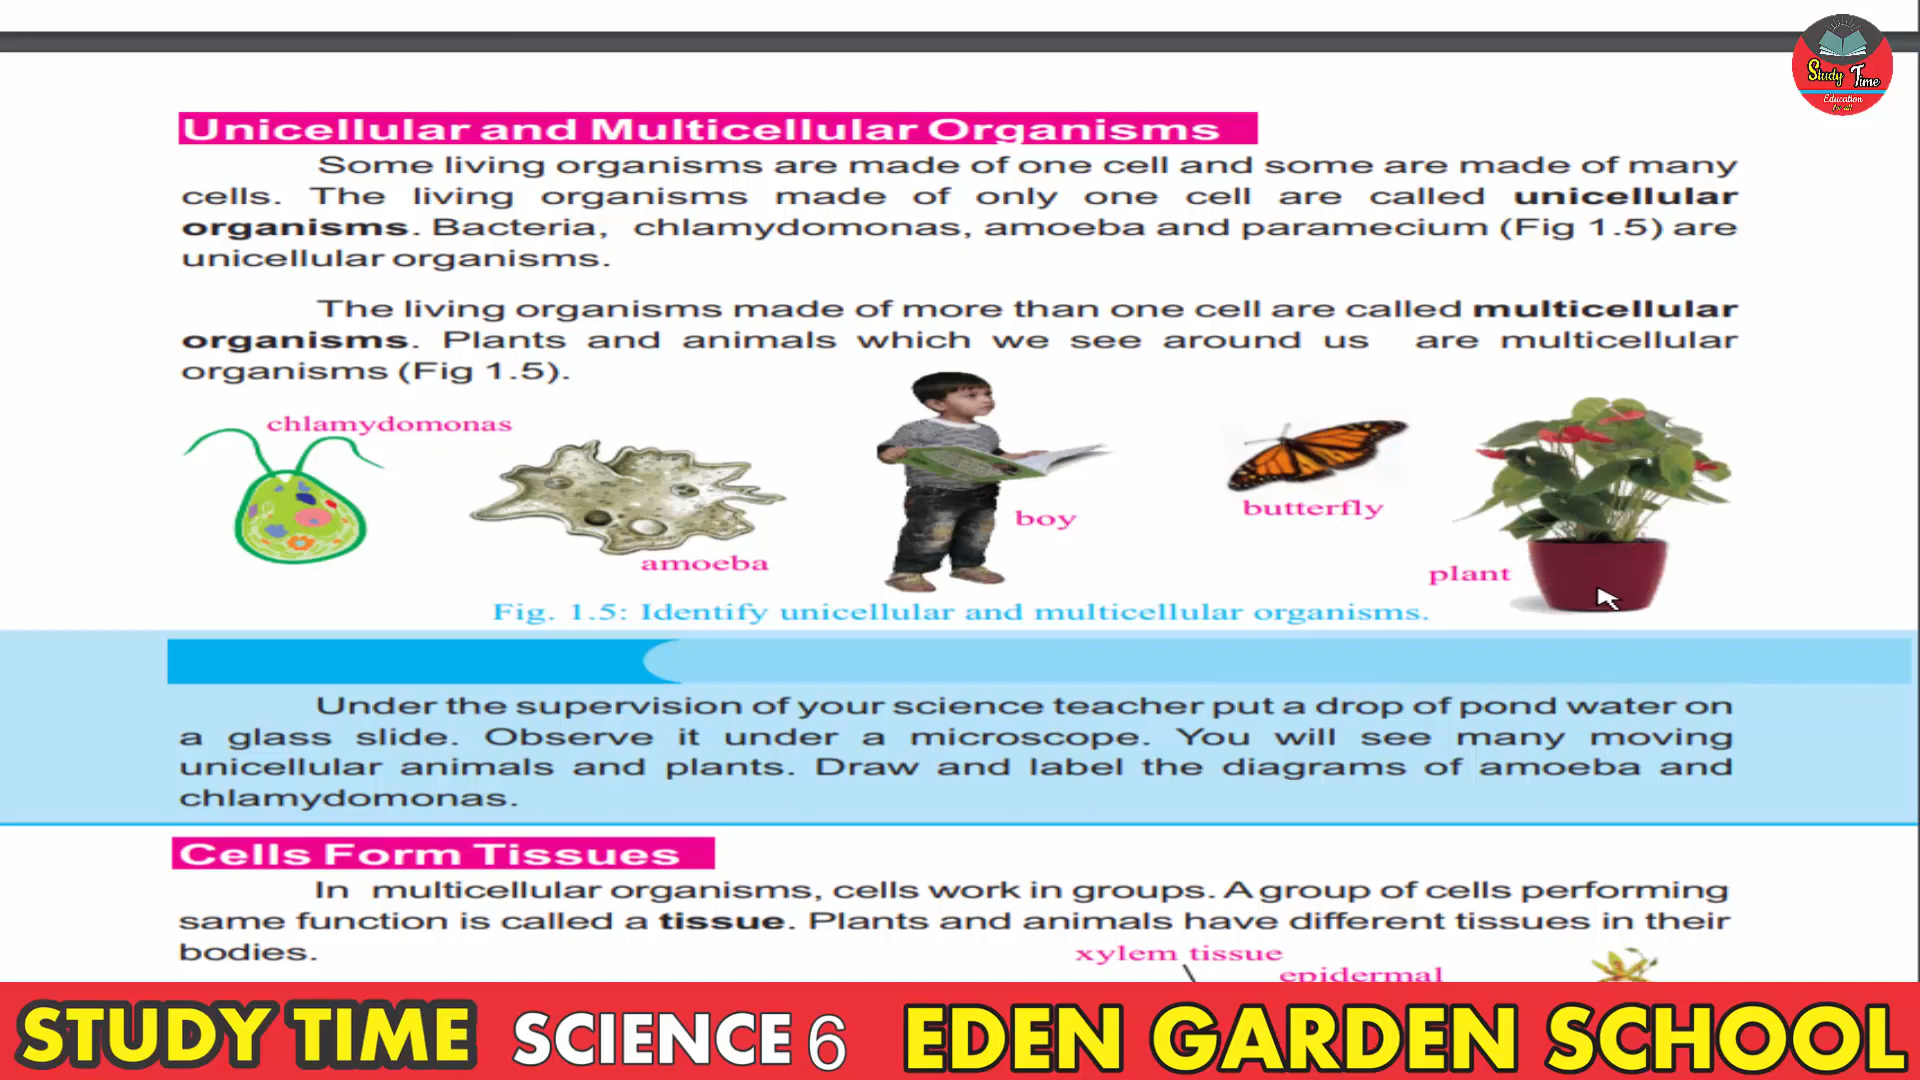 Study Time
Education
Unicellular and Multicellular Organisms
Some living organisms are made of one cell and some are made of many
cells. The living organisms made of only one cell are called unicellular
organisms. Bacteria, chlamydomonas, amoeba and paramecium (Fig 1.5) are
unicellular organisms.
The living organisms made of more than one cell are called multicellular
organisms. Plants and animals which we see around us are multicellular
organisms (Fig 1.5).
chlamydomonas
amoeba
boy
butterfly
plant
Fig. 1.5: Identify unicellular and multicellular organisms.
Under the supervision of your science teacher put a drop of pond water on
a glass slide. Observe it under a microscope. You will see many moving
unicellular animals and plants. Draw and label the diagrams of amoeba and
chlamydomonas.
Cells Form Tissues
In multicellular organisms, cells work in groups. A group of cells performing
same function is called a tissue. Plants and animals have different tissues in their
bodies.
xylem tissue
epidermal
STUDY TIME SCIENCE 6 EDEN GARDEN SCHOOL